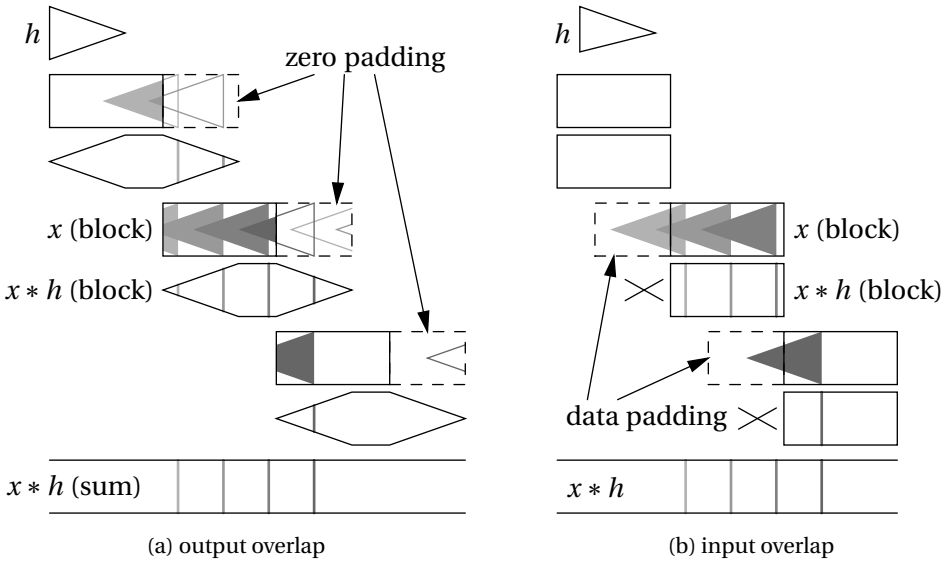 h
zero padding
x (block)
x ∗ h (block)
x ∗ h (sum)
(a) output overlap
h
x (block)
x ∗ h (block)
data padding
x ∗ h
(b) input overlap